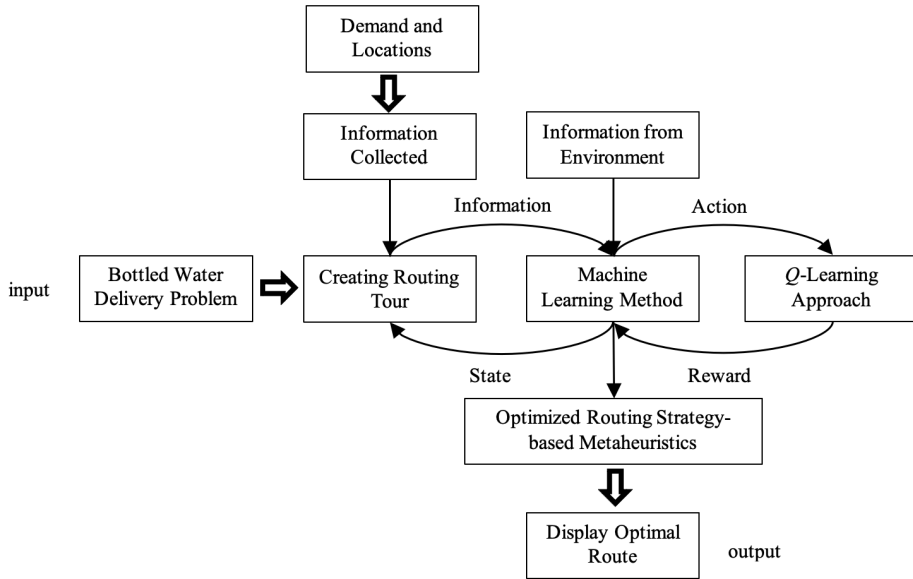 Demand and
Locations
Information
Collected
Information from
Environment
Information
Action
input
Bottled Water
Delivery Problem
Creating Routing
Tour
Machine
Learning Method
Q-Learning
Approach
State
Reward
Optimized Routing Strategy-
based Metaheuristics
Display Optimal
Route
output